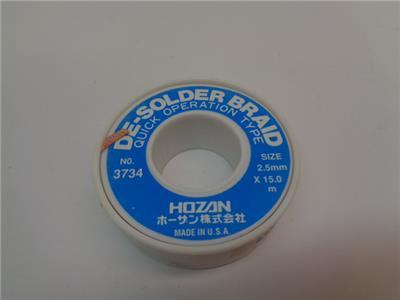 DE-SOLDER BRAID
QUICK OPERATION TYPE
NO.
3734
SIZE
2.5mm
X 15.0
m
HOZAN
ホーザン株式会社
MADE IN U.S.A.